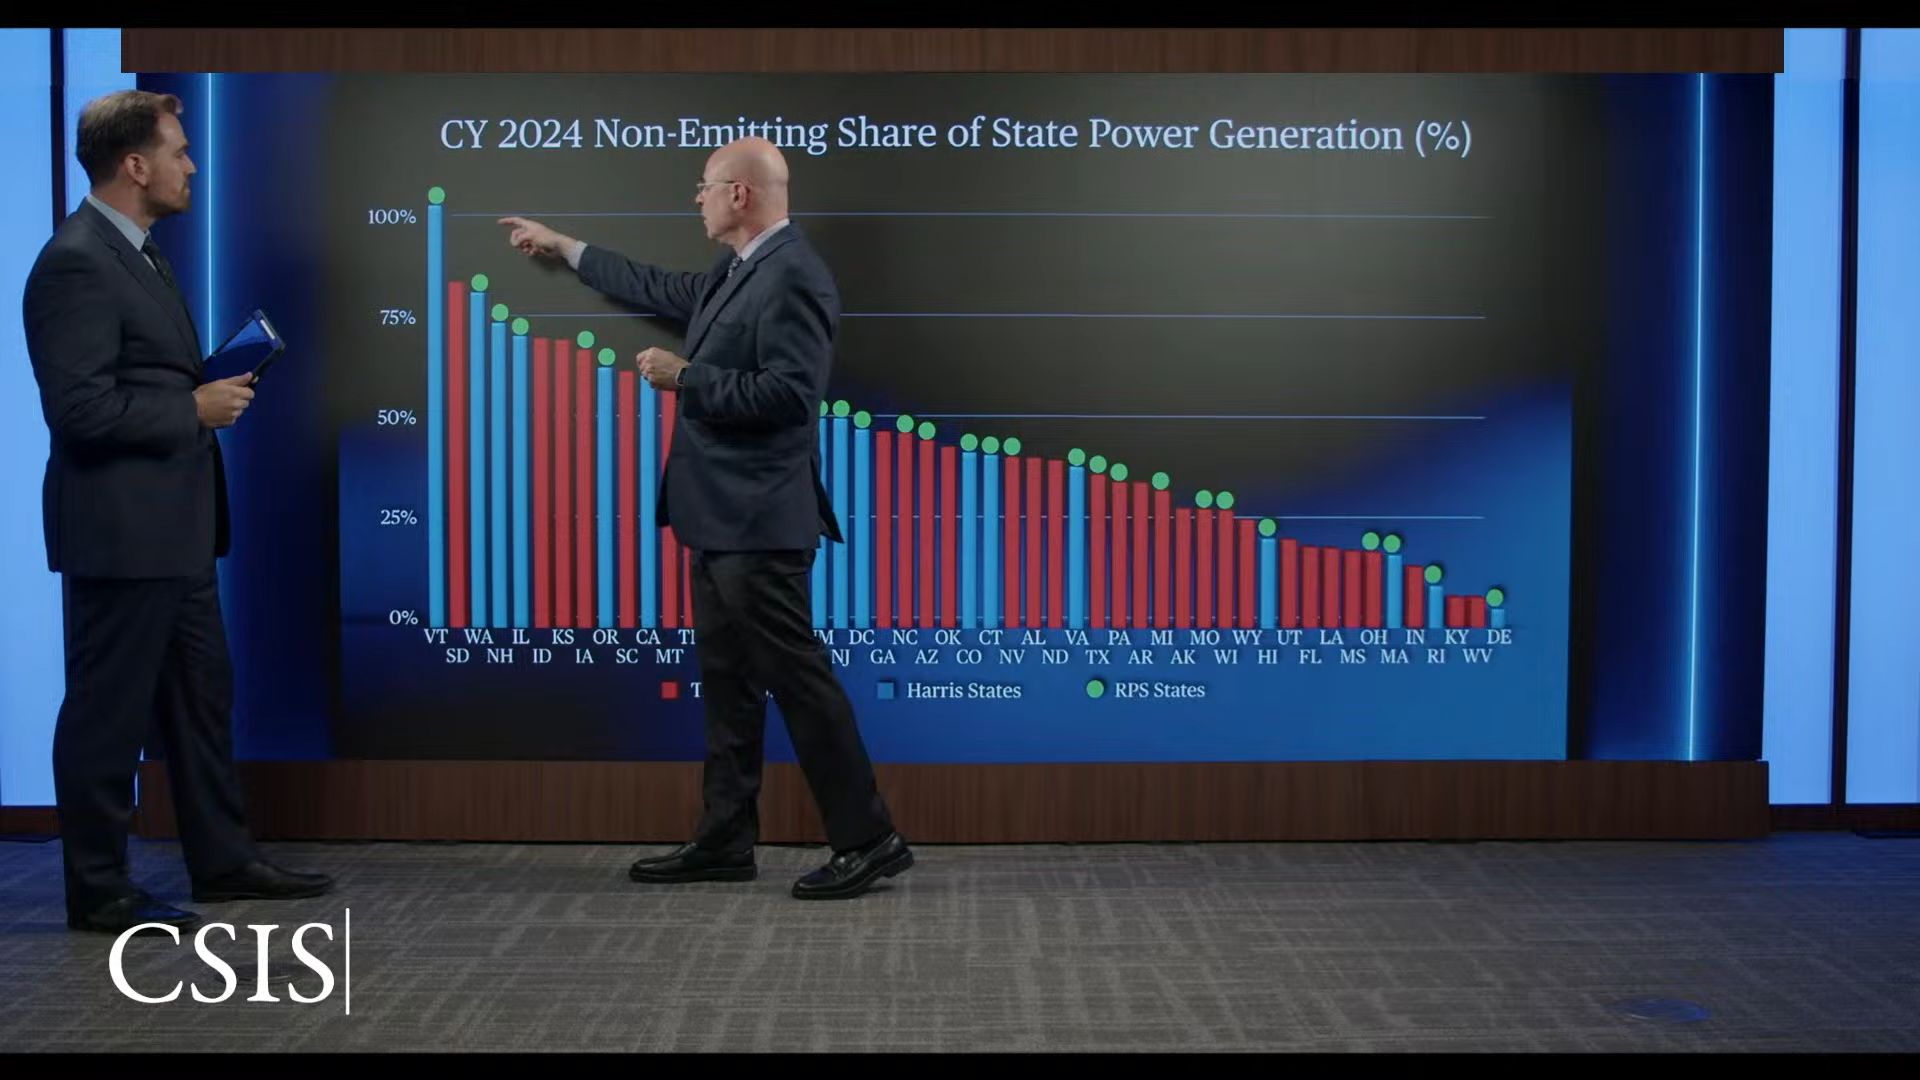 CY 2024 Non-Emitting Share of State Power Generation (%)
100%
75%
50%
25%
0%
VT WA IL KS OR CA DC NC OK CT AL VA PA MI MO WY UT LA OH IN KY DE
SD NH ID IA SC MT NJ GA AZ CO NV ND TX AR AK WI HI FL MS MA RI WV
Harris States
RPS States
CSIS